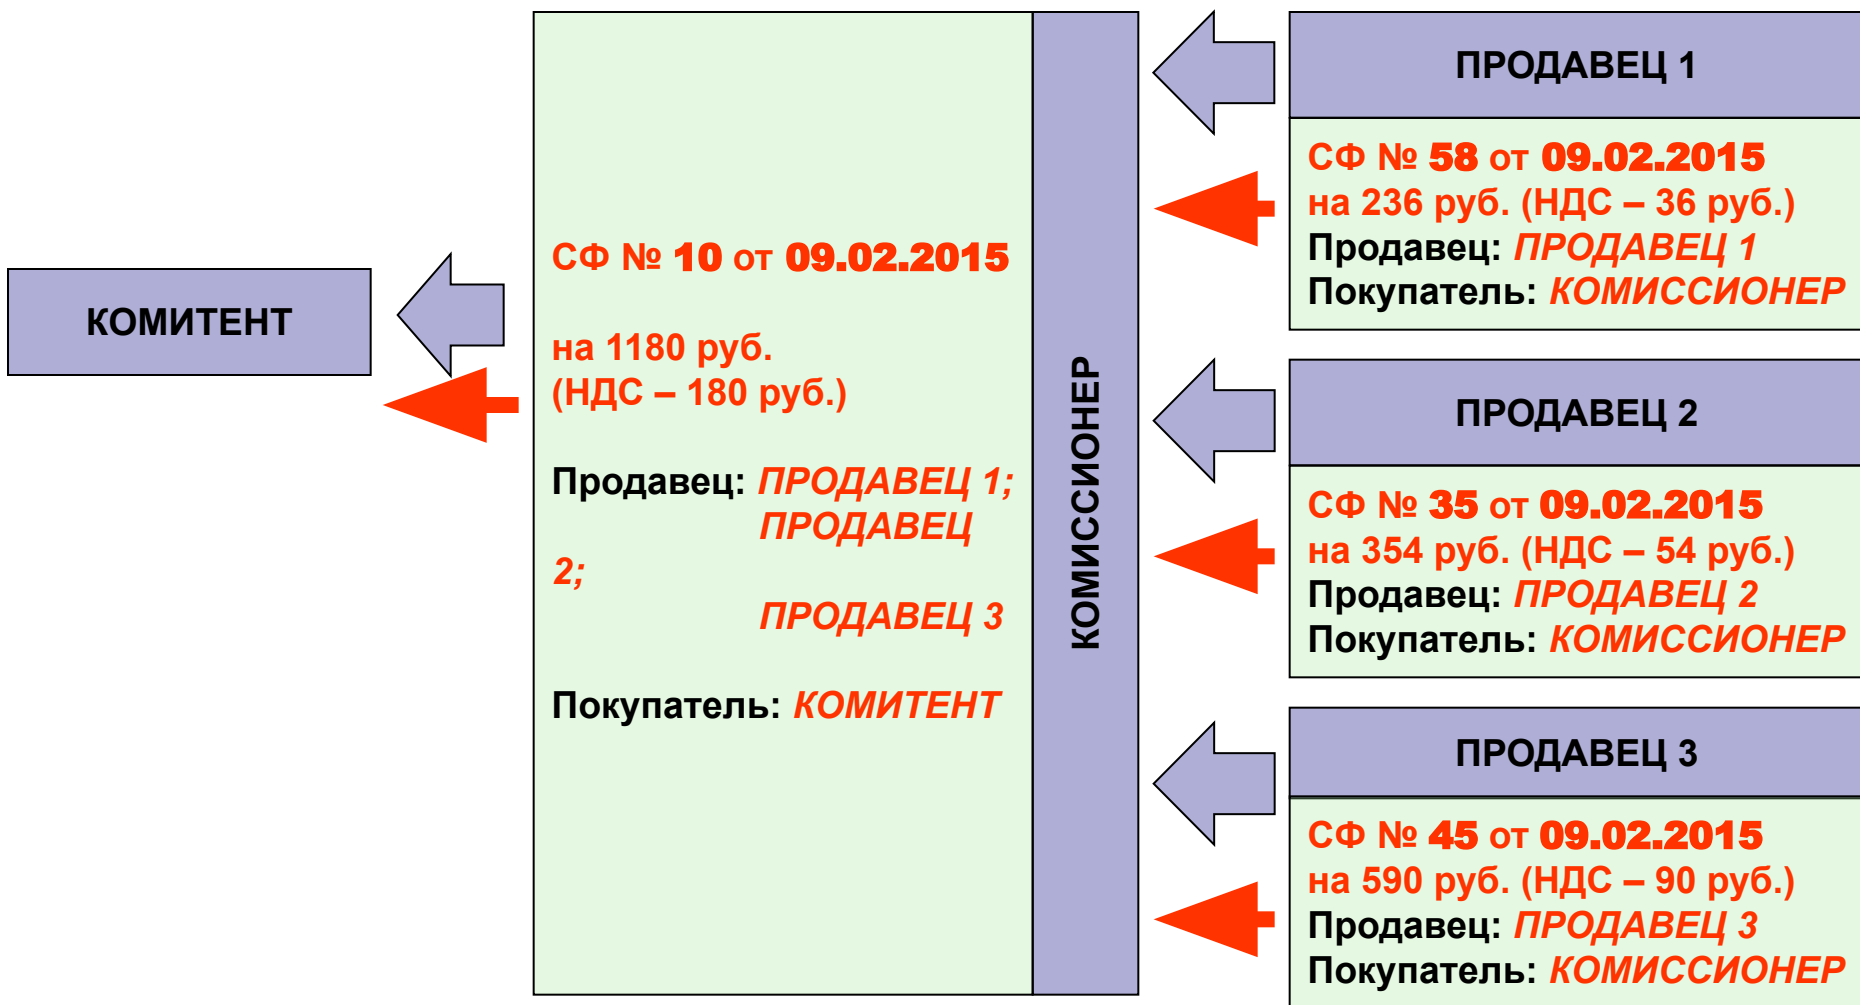 КОМИТЕНТ
СФ № 10 от 09.02.2015
на 1180 руб.
(НДС – 180 руб.)
Продавец: ПРОДАВЕЦ 1;
ПРОДАВЕЦ
2;
ПРОДАВЕЦ 3
Покупатель: КОМИТЕНТ
КОМИССИОНЕР
ПРОДАВЕЦ 1
СФ № 58 от 09.02.2015
на 236 руб. (НДС – 36 руб.)
Продавец: ПРОДАВЕЦ 1
Покупатель: КОМИССИОНЕР
ПРОДАВЕЦ 2
СФ № 35 от 09.02.2015
на 354 руб. (НДС – 54 руб.)
Продавец: ПРОДАВЕЦ 2
Покупатель: КОМИССИОНЕР
ПРОДАВЕЦ 3
СФ № 45 от 09.02.2015
на 590 руб. (НДС – 90 руб.)
Продавец: ПРОДАВЕЦ 3
Покупатель: КОМИССИОНЕР